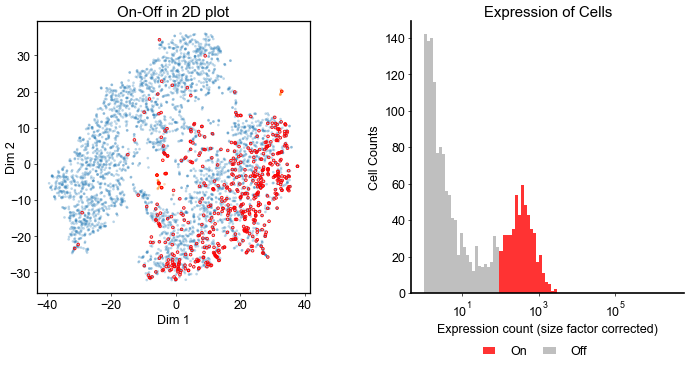 On-Off in 2D plot
30
20
10
0
−10
−20
−30
Dim 2
−40
−20
0
20
40
Dim 1
Expression of Cells
140
120
100
80
60
40
20
0
Cell Counts
10^1
10^3
10^5
Expression count (size factor corrected)
On
Off